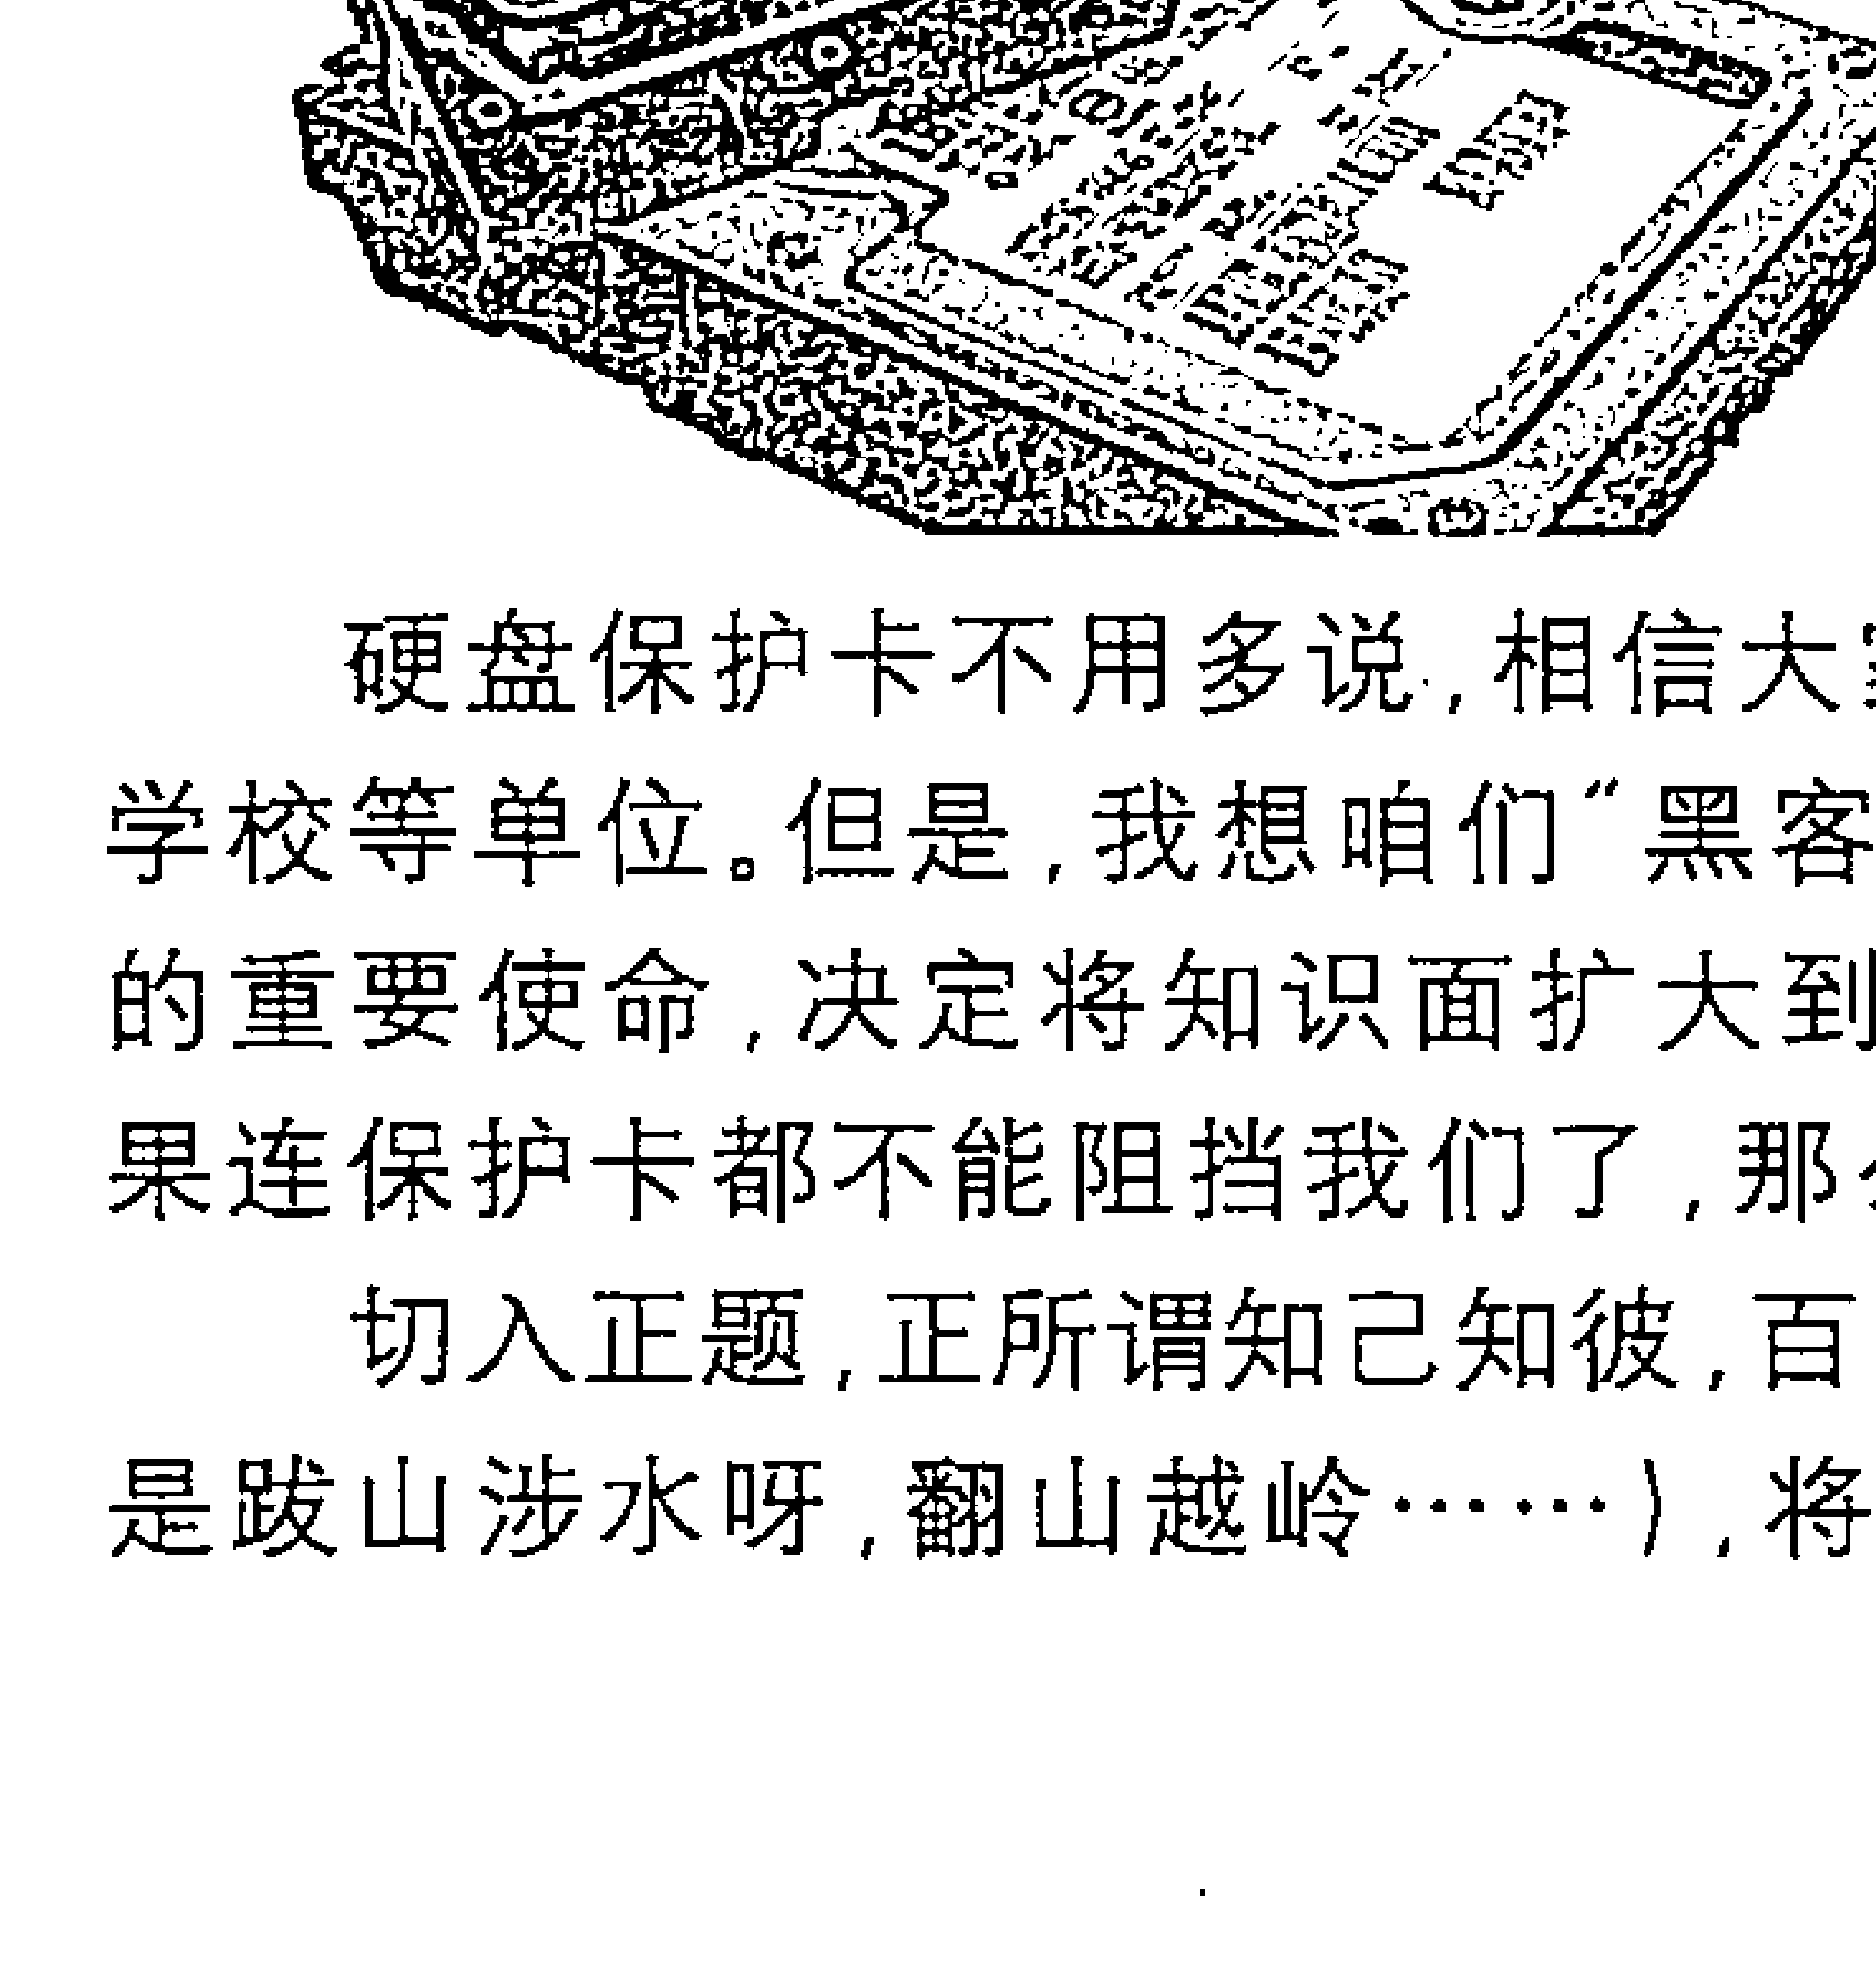 硬盘保护卡不用多说,相信大
学校等单位。但是,我想咱们“黑客
的重要使命,决定将知识面扩大到
果连保护卡都不能阻挡我们了,那
切入正题,正所谓知己知彼,百
是跋山涉水呀,翻山越岭……),将